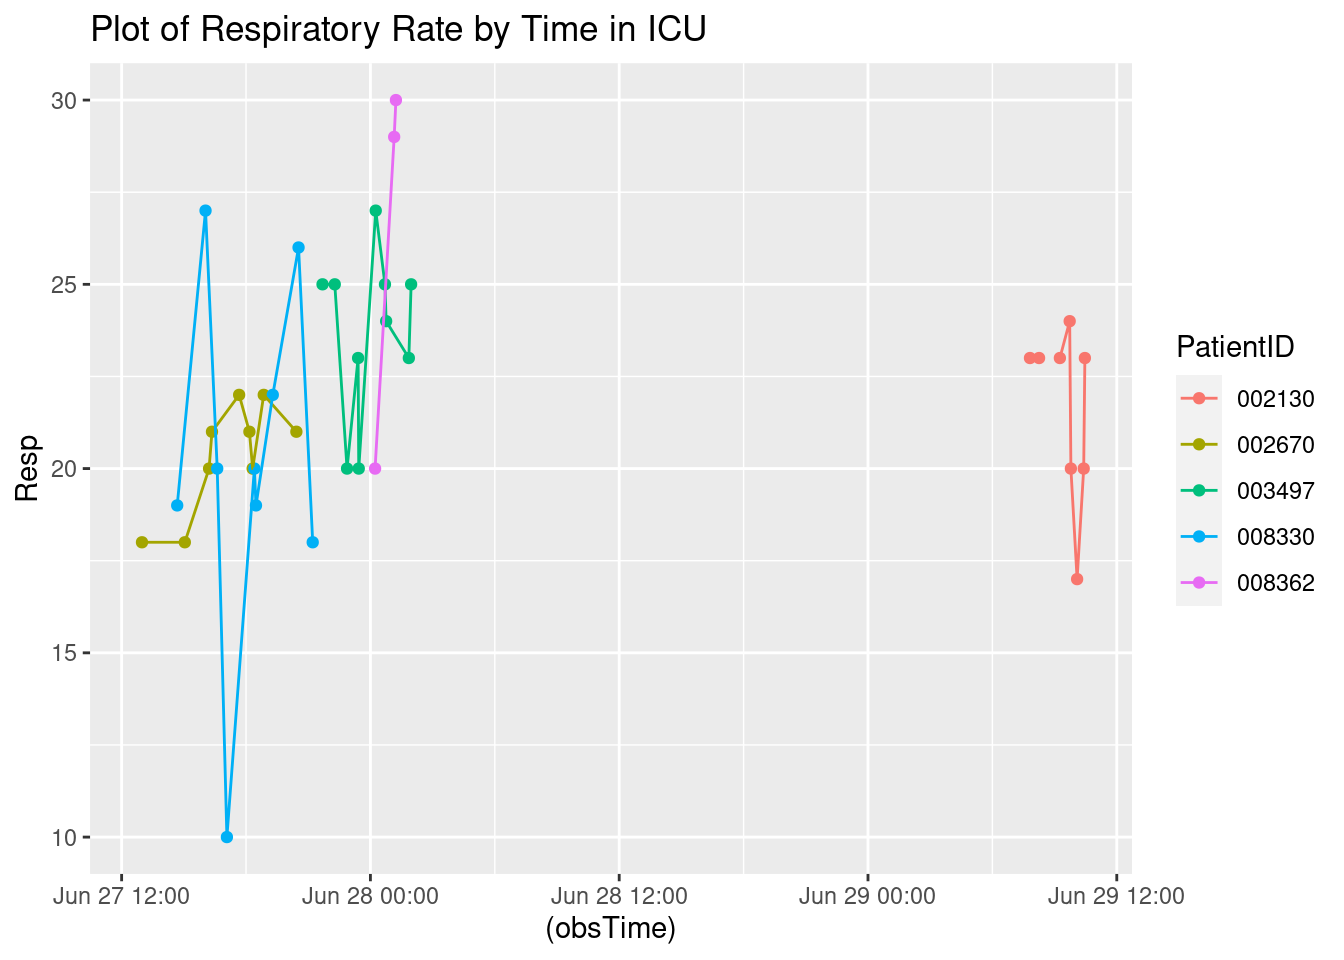 Plot of Respiratory Rate by Time in ICU
30
25
20
15
10
Resp
Jun 27 12:00
Jun 28 00:00
Jun 28 12:00
Jun 29 00:00
Jun 29 12:00
(obsTime)
PatientID
002130
002670
003497
008330
008362